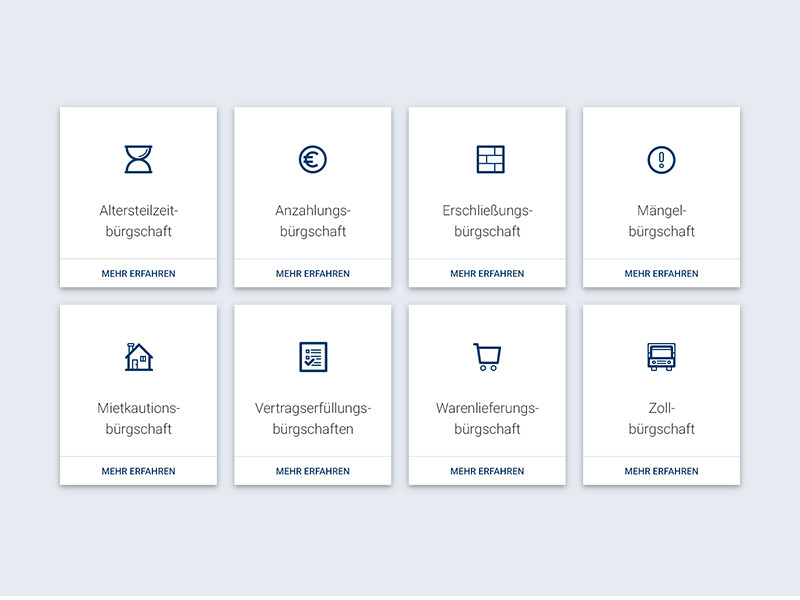 Altersteilzeit-
bürgschaft
MEHR ERFAHREN
Anzahlungs-
bürgschaft
MEHR ERFAHREN
Erschließungs-
bürgschaft
MEHR ERFAHREN
Mängel-
bürgschaft
MEHR ERFAHREN
Mietkautions-
bürgschaft
MEHR ERFAHREN
Vertragserfüllungs-
bürgschaften
MEHR ERFAHREN
Warenlieferungs-
bürgschaft
MEHR ERFAHREN
Zoll-
bürgschaft
MEHR ERFAHREN